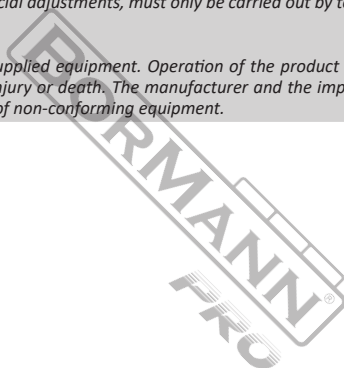 cial adjustments, must only be carried out by t
upplied equipment. Operation of the product
njury or death. The manufacturer and the imp
of non-conforming equipment.
BORMANN®
PRO